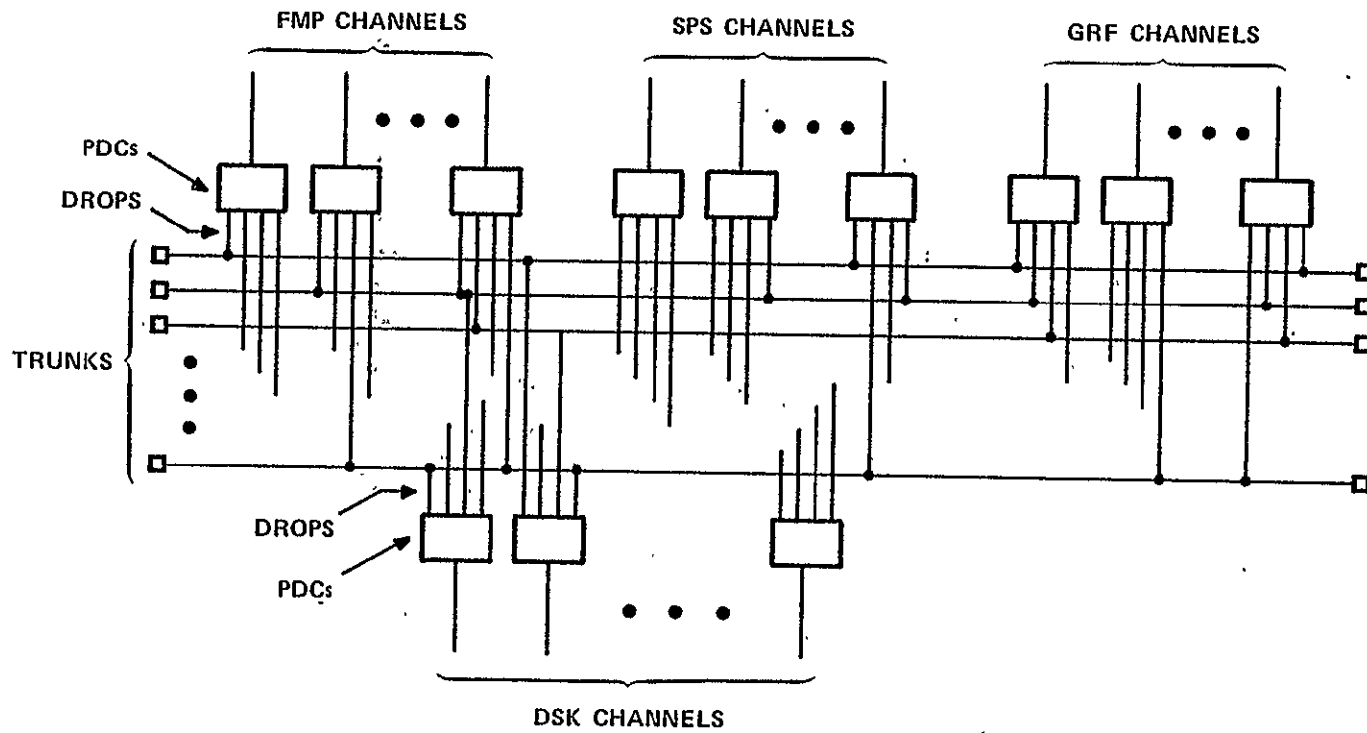 FMP CHANNELS
SPS CHANNELS
GRF CHANNELS
PDCs
DROPS
TRUNKS
DROPS
PDCs
DSK CHANNELS